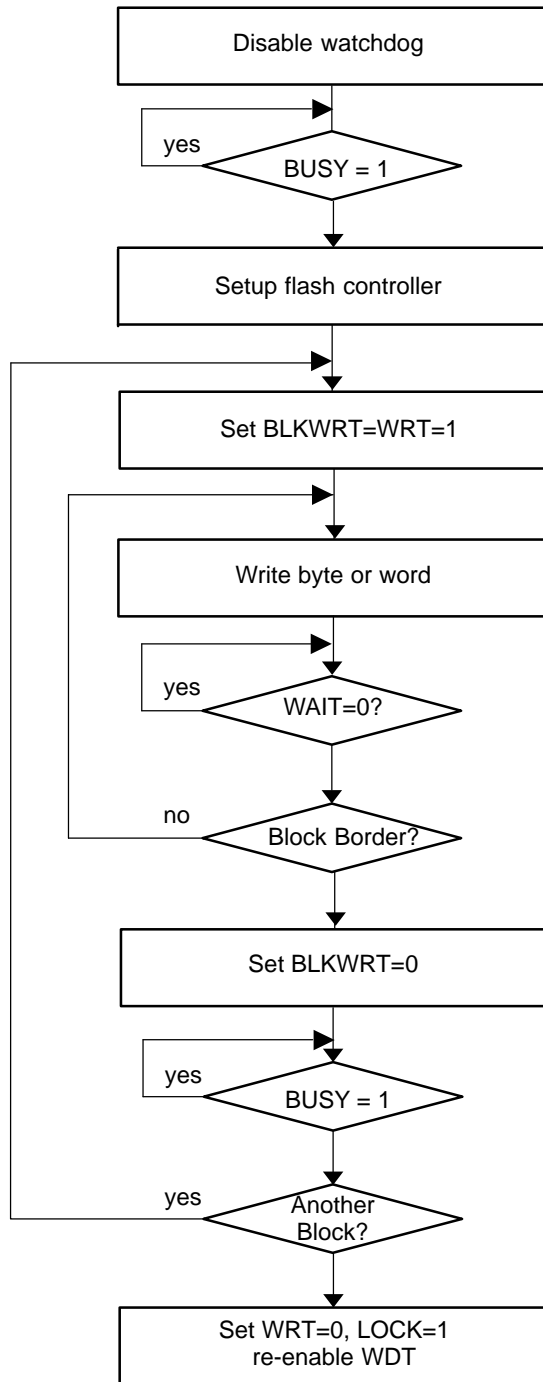 Disable watchdog
yes
BUSY = 1
Setup flash controller
Set BLKWRT=WRT=1
Write byte or word
yes
WAIT=0?
no
Block Border?
Set BLKWRT=0
yes
BUSY = 1
yes
Another
Block?
Set WRT=0, LOCK=1
re-enable WDT